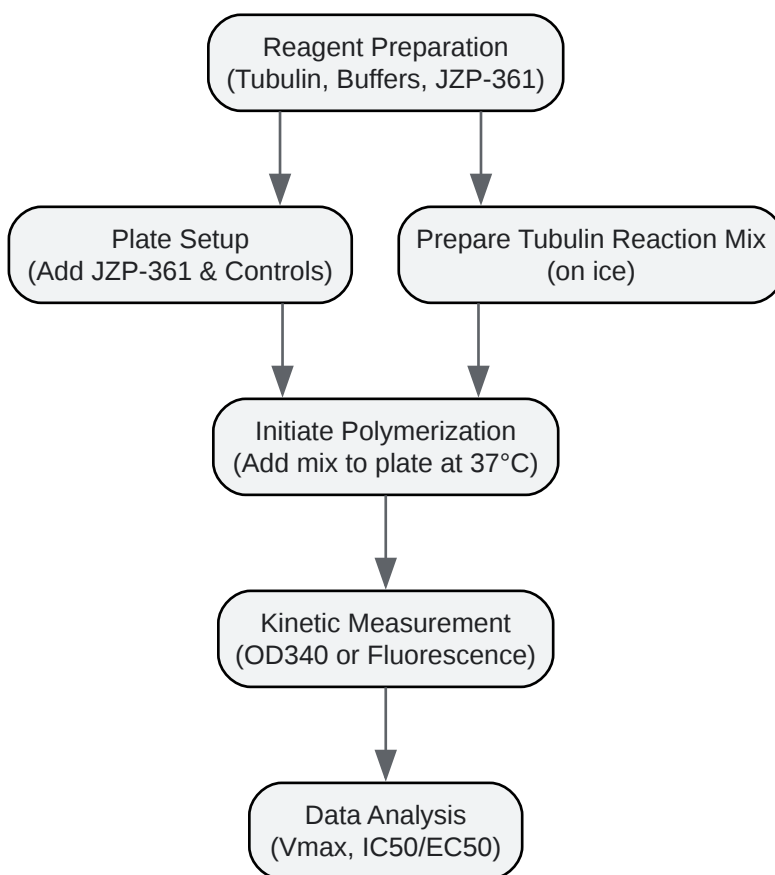 Reagent Preparation
(Tubulin, Buffers, JZP-361)
Plate Setup
(Add JZP-361 & Controls)
Prepare Tubulin Reaction Mix
(on ice)
Initiate Polymerization
(Add mix to plate at 37°C)
Kinetic Measurement
(OD340 or Fluorescence)
Data Analysis
(Vmax, IC50/EC50)